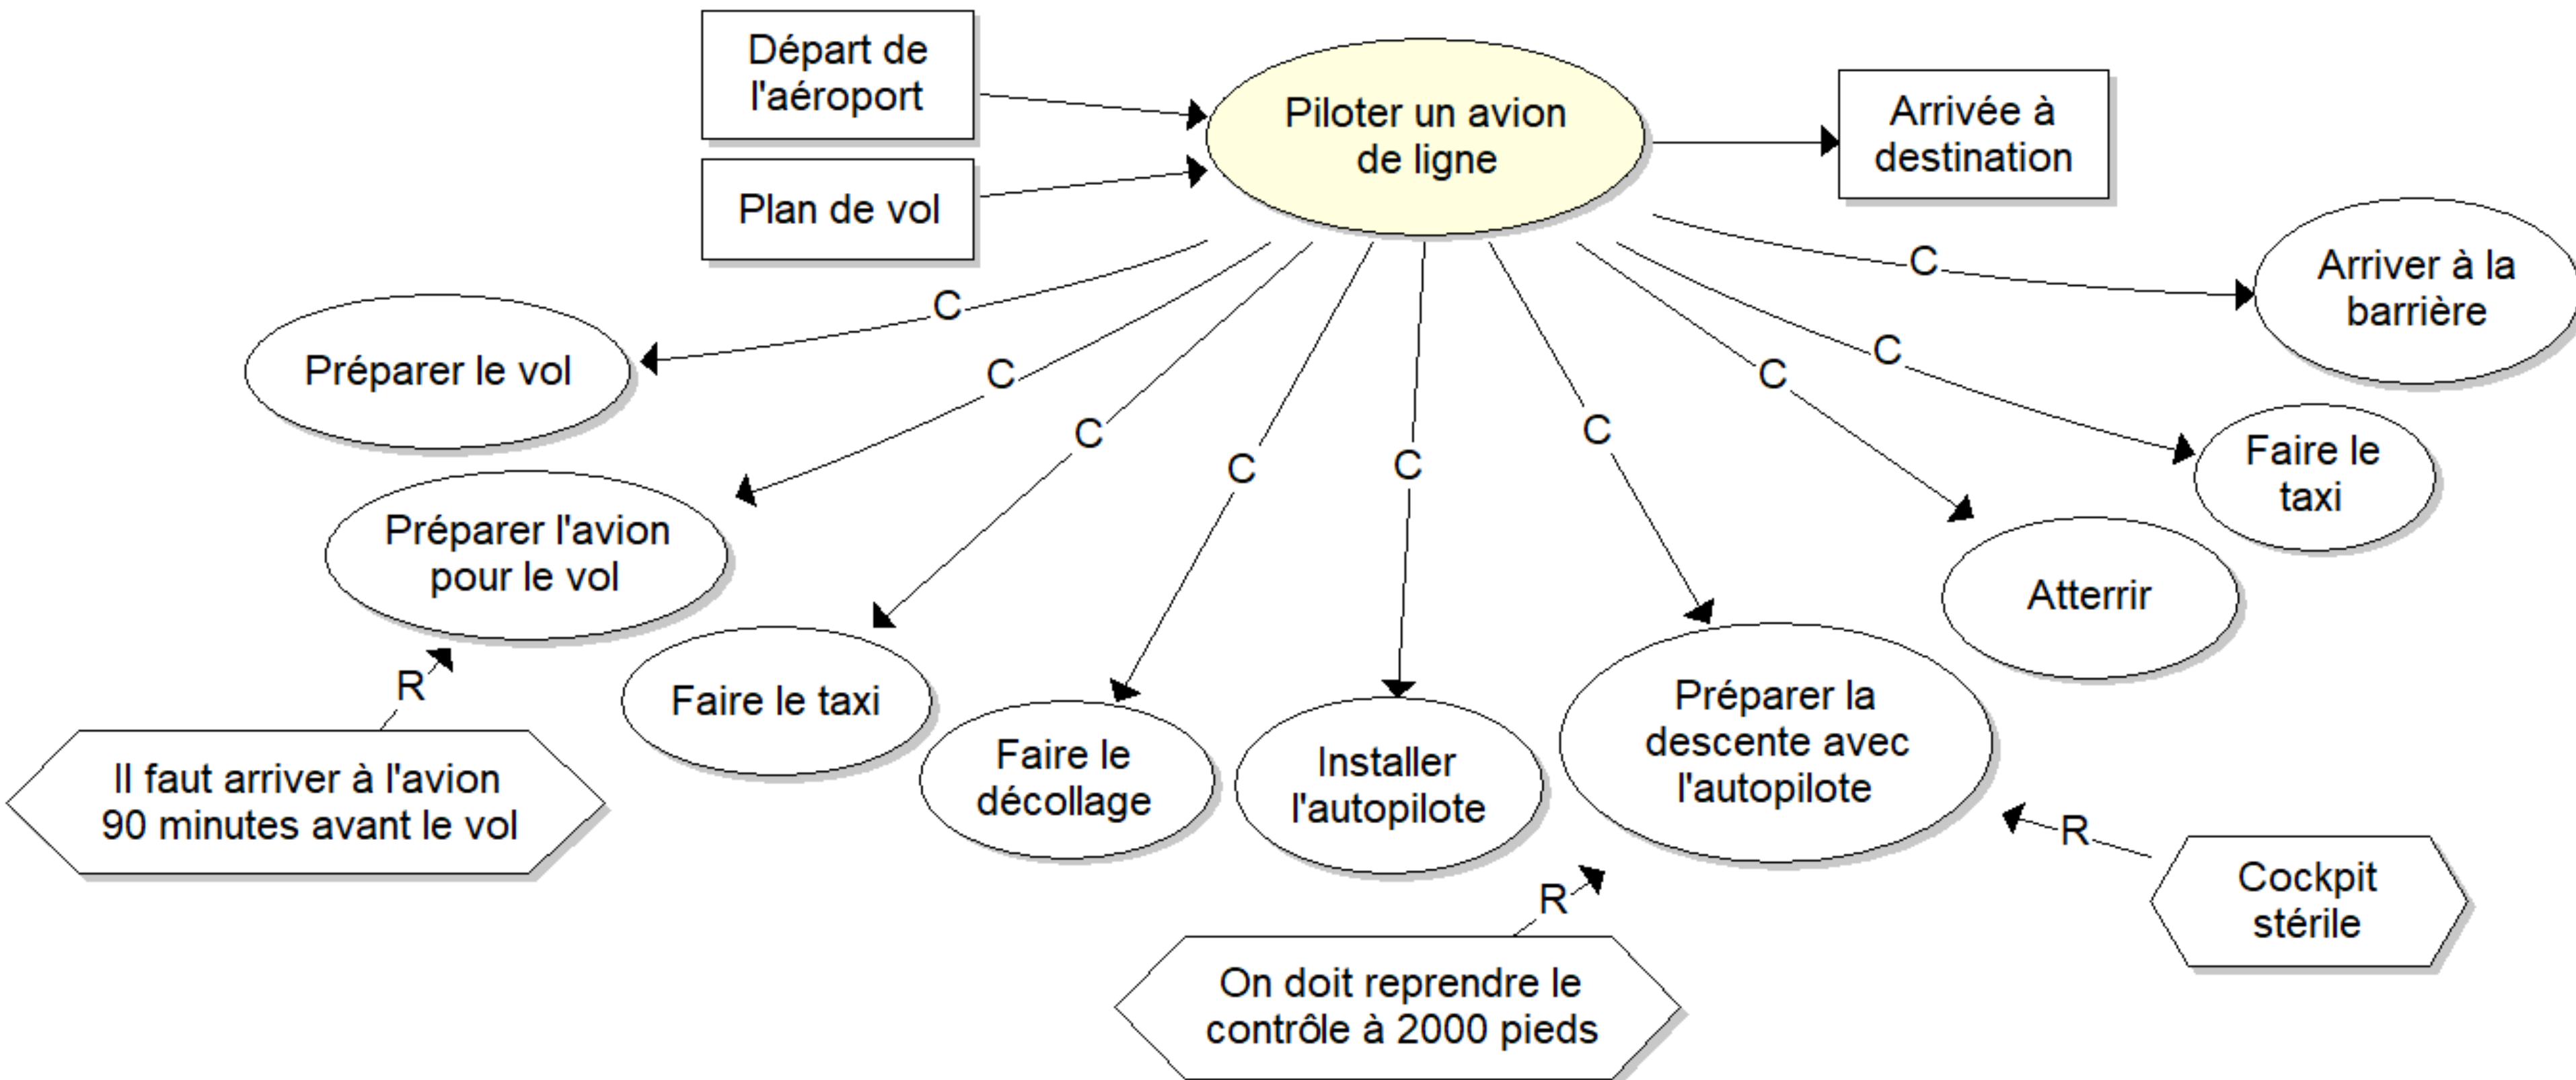 Départ de
l'aéroport
Plan de vol
Piloter un avion
de ligne
Arrivée à
destination
C
Préparer le vol
C
Préparer l'avion
pour le vol
R
Il faut arriver à l'avion
90 minutes avant le vol
C
Faire le taxi
C
Faire le
décollage
C
Installer
l'autopilote
C
Préparer la
descente avec
l'autopilote
R
On doit reprendre le
contrôle à 2000 pieds
R
Cockpit
stérile
C
Atterrir
C
Faire le
taxi
C
Arriver à la
barrière